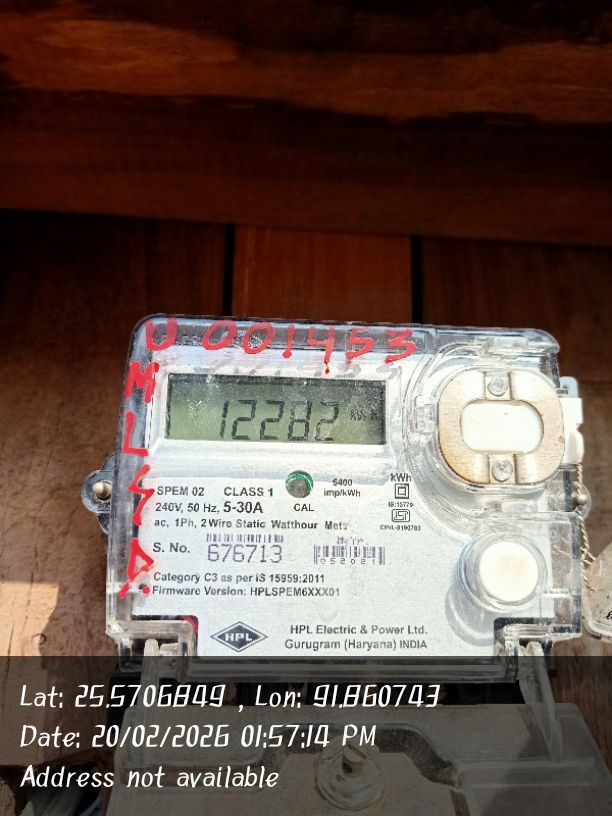 U 001453
M
L
12282 kWh
SPEM 02 CLASS 1
6400 imp/kWh
kWh
IS:15779
240V, 50 Hz, 5-30A
CAL
ac, 1Ph, 2 Wire Static Watthour Mete
S. No. 676713
M/Yr.
052021
Category C3 as per IS 15959:2011
Firmware Version: HPLSPEM6XXX01
HPL
HPL Electric & Power Ltd.
Gurugram (Haryana) INDIA
Lat: 25.5706849 , Lon: 91.860743
Date: 20/02/2026 01:57:14 PM
Address not available